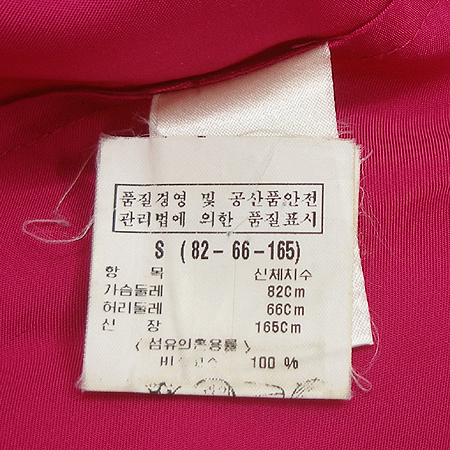 품질경영 및 공산품안전
관리법에 의한 품질표시
S (82-66-165)
항 목 신체치수
가슴둘레 82Cm
허리둘레 66Cm
신 장 165Cm
〈섬유의혼용률〉
100 %